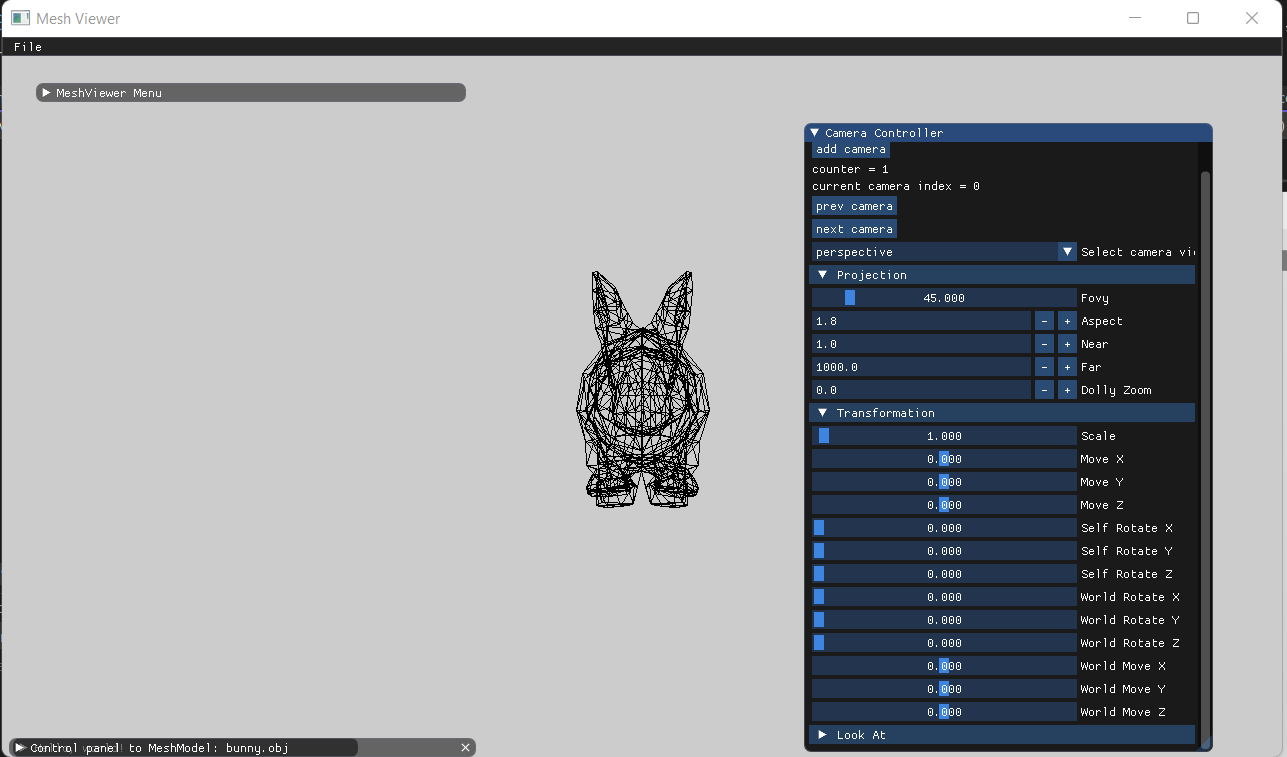 Mesh Viewer
File
MeshViewer Menu
Camera Controller
add camera
counter = 1
current camera index = 0
prev camera
next camera
perspective Select camera vi
Projection
45.000 Fovy
1.8 - + Aspect
1.0 - + Near
1000.0 - + Far
0.0 - + Dolly Zoom
Transformation
1.000 Scale
0.000 Move X
0.000 Move Y
0.000 Move Z
0.000 Self Rotate X
0.000 Self Rotate Y
0.000 Self Rotate Z
0.000 World Rotate X
0.000 World Rotate Y
0.000 World Rotate Z
0.000 World Move X
0.000 World Move Y
0.000 World Move Z
Look At
Control panel to MeshModel: bunny.obj